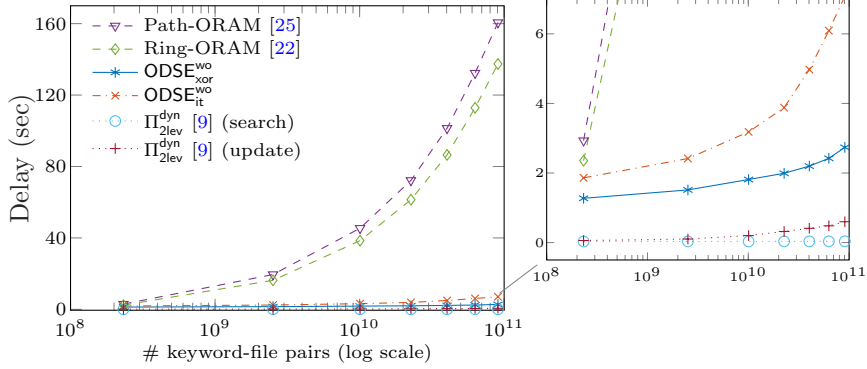 160
120
80
40
0
Delay (sec)
Path-ORAM [25]
Ring-ORAM [22]
ODSE^wo_xor
ODSE^wo_it
Π^dyn_2lev [9] (search)
Π^dyn_2lev [9] (update)
10^8
10^9
10^10
10^11
# keyword-file pairs (log scale)
6
4
2
0
10^8
10^9
10^10
10^11